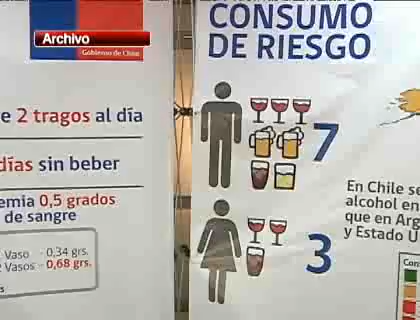 Archivo
Gobierno de Chile
e 2 tragos al día
días sin beber
emia 0,5 grados
de sangre
Vaso - 0,34 grs.
2 Vasos - 0,68 grs.
s
CONSUMO
DE RIESGO
7
3
En Chile se
alcohol en
que en Arg
y Estado U
Con